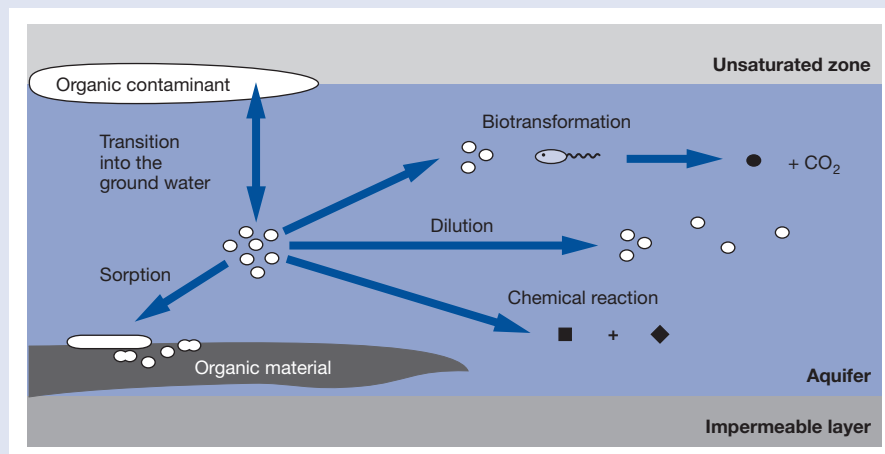 Unsaturated zone
Organic contaminant
Biotransformation
Transition
into the
ground water
+ CO₂
Dilution
Sorption
Chemical reaction
+
Organic material
Aquifer
Impermeable layer